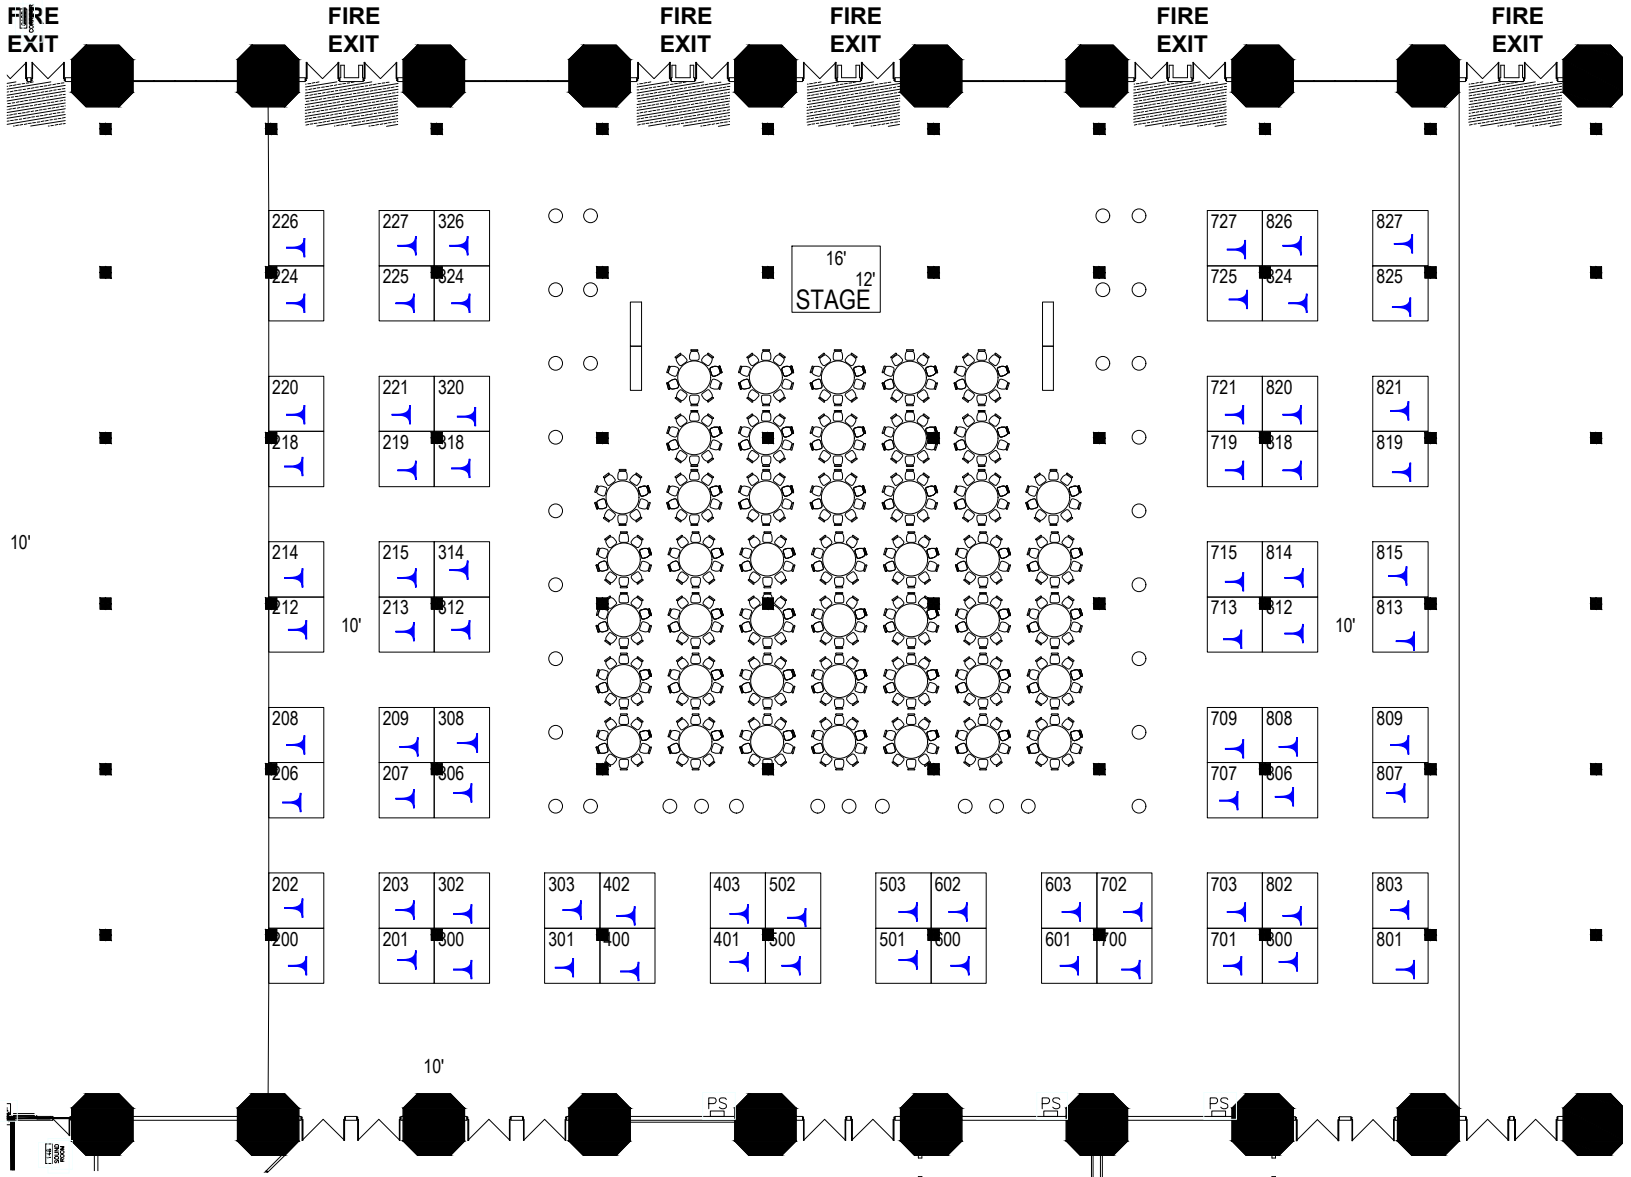 FIRE FIRE FIRE FIRE FIRE FIRE
EXIT EXIT EXIT EXIT EXIT EXIT
226 227 326 727 826 827
16'
12'
STAGE
224 225 324 725 824 825
220 221 320 721 820 821
218 219 318 719 818 819
10'
214 215 314 715 814 815
212 213 312 713 812 813
10' 10'
208 209 308 709 808 809
206 207 306 707 806 807
202 203 302 303 402 403 502 503 602 603 702 703 802 803
200 201 300 301 400 401 500 501 600 601 700 701 800 801
10'
PS PS PS
SOUND
ROOM